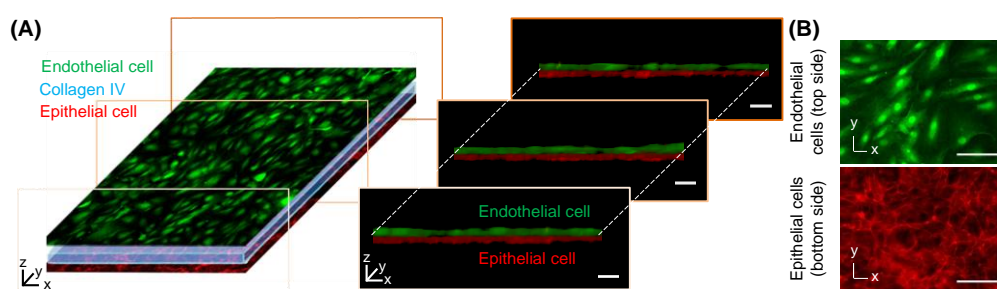 (A)
Endothelial cell
Collagen IV
Epithelial cell
z
y
x
Endothelial cell
Epithelial cell
z
y
x
(B)
Endothelial
cells (top side)
y
x
Epithelial cells
(bottom side)
y
x